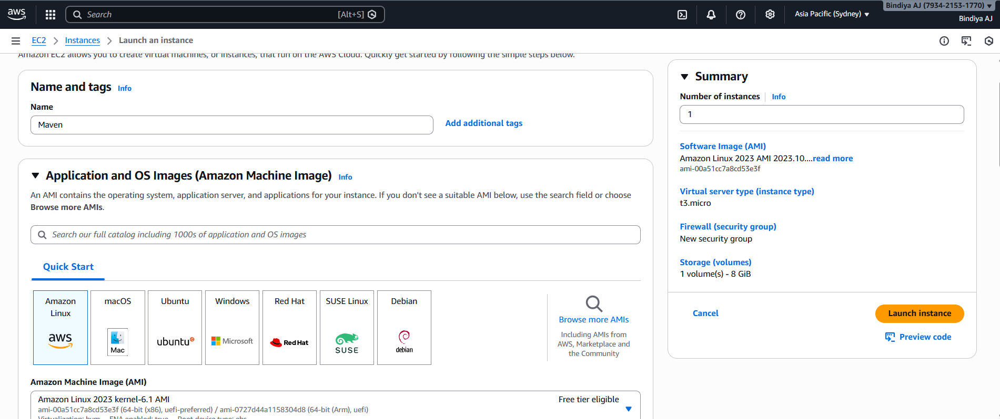 aws
Search [Alt+S]
Asia Pacific (Sydney)
Bindiya AJ (7934-2153-1770)
Bindiya AJ
EC2 Instances Launch an instance
Amazon EC2 allows you to create virtual machines, or instances, that run on the AWS Cloud. Quickly get started by following the simple steps below.
Name and tags Info
Name
Maven
Add additional tags
Application and OS Images (Amazon Machine Image) Info
An AMI contains the operating system, application server, and applications for your instance. If you don't see a suitable AMI below, use the search field or choose
Browse more AMIs.
Search our full catalog including 1000s of application and OS images
Quick Start
Amazon
Linux
aws
macOS
Mac
Ubuntu
ubuntu
Windows
Microsoft
Red Hat
Red Hat
SUSE Linux
SUSE
Debian
debian
Browse more AMIs
Including AMIs from
AWS, Marketplace and
the Community
Amazon Machine Image (AMI)
Amazon Linux 2023 kernel-6.1 AMI
Free tier eligible
ami-00a51cc7a8cd53e3f (64-bit (x86), uefi-preferred) / ami-0727d44a1158304d8 (64-bit (Arm), uefi)
Virtualization: hvm ENA enabled: true Root device type: ebs
Summary
Number of instances Info
1
Software Image (AMI)
Amazon Linux 2023 AMI 2023.10....read more
ami-00a51cc7a8cd53e3f
Virtual server type (instance type)
t3.micro
Firewall (security group)
New security group
Storage (volumes)
1 volume(s) - 8 GiB
Cancel
Launch instance
Preview code